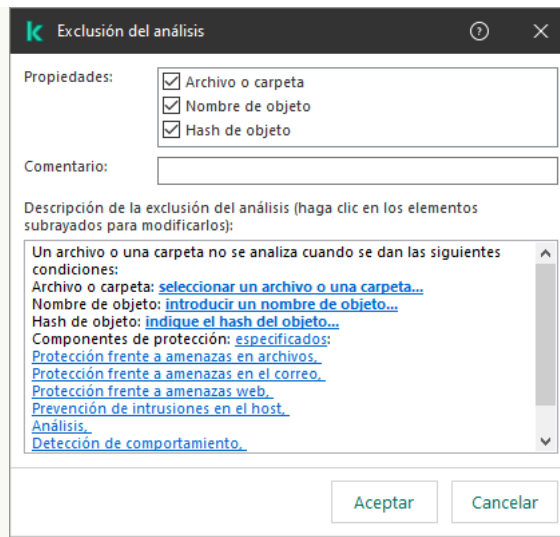 Exclusión del análisis
Propiedades:
Archivo o carpeta
Nombre de objeto
Hash de objeto
Comentario:
Descripción de la exclusión del análisis (haga clic en los elementos
subrayados para modificarlos):
Un archivo o una carpeta no se analiza cuando se dan las siguientes
condiciones:
Archivo o carpeta: seleccionar un archivo o una carpeta...
Nombre de objeto: introducir un nombre de objeto...
Hash de objeto: indique el hash del objeto...
Componentes de protección: especificados:
Protección frente a amenazas en archivos,
Protección frente a amenazas en el correo,
Protección frente a amenazas web,
Prevención de intrusiones en el host,
Análisis,
Detección de comportamiento,
Aceptar
Cancelar